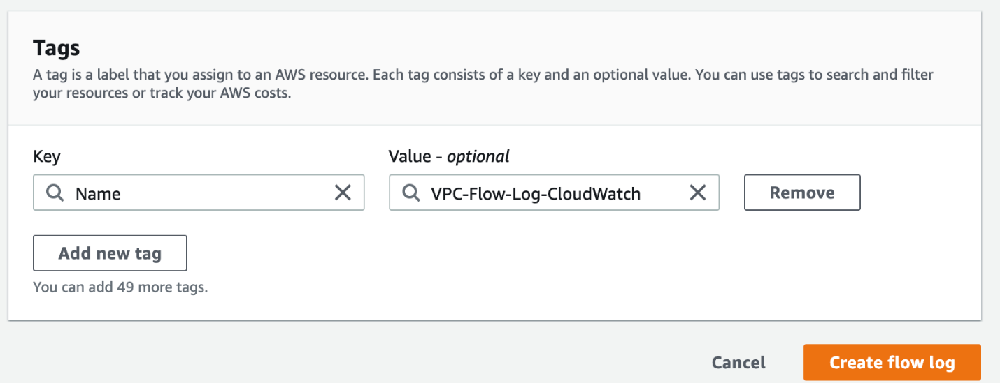 Tags
A tag is a label that you assign to an AWS resource. Each tag consists of a key and an optional value. You can use tags to search and filter
your resources or track your AWS costs.
Key
Value - optional
Name
VPC-Flow-Log-CloudWatch
Remove
Add new tag
You can add 49 more tags.
Cancel
Create flow log